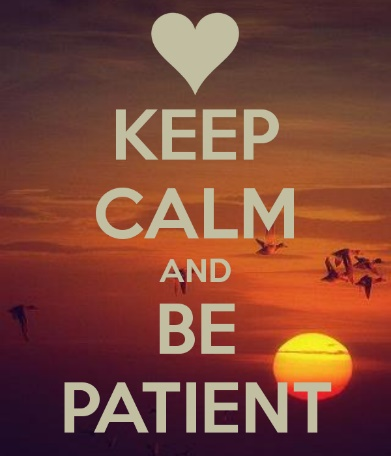 KEEP
CALM
AND
BE
PATIENT